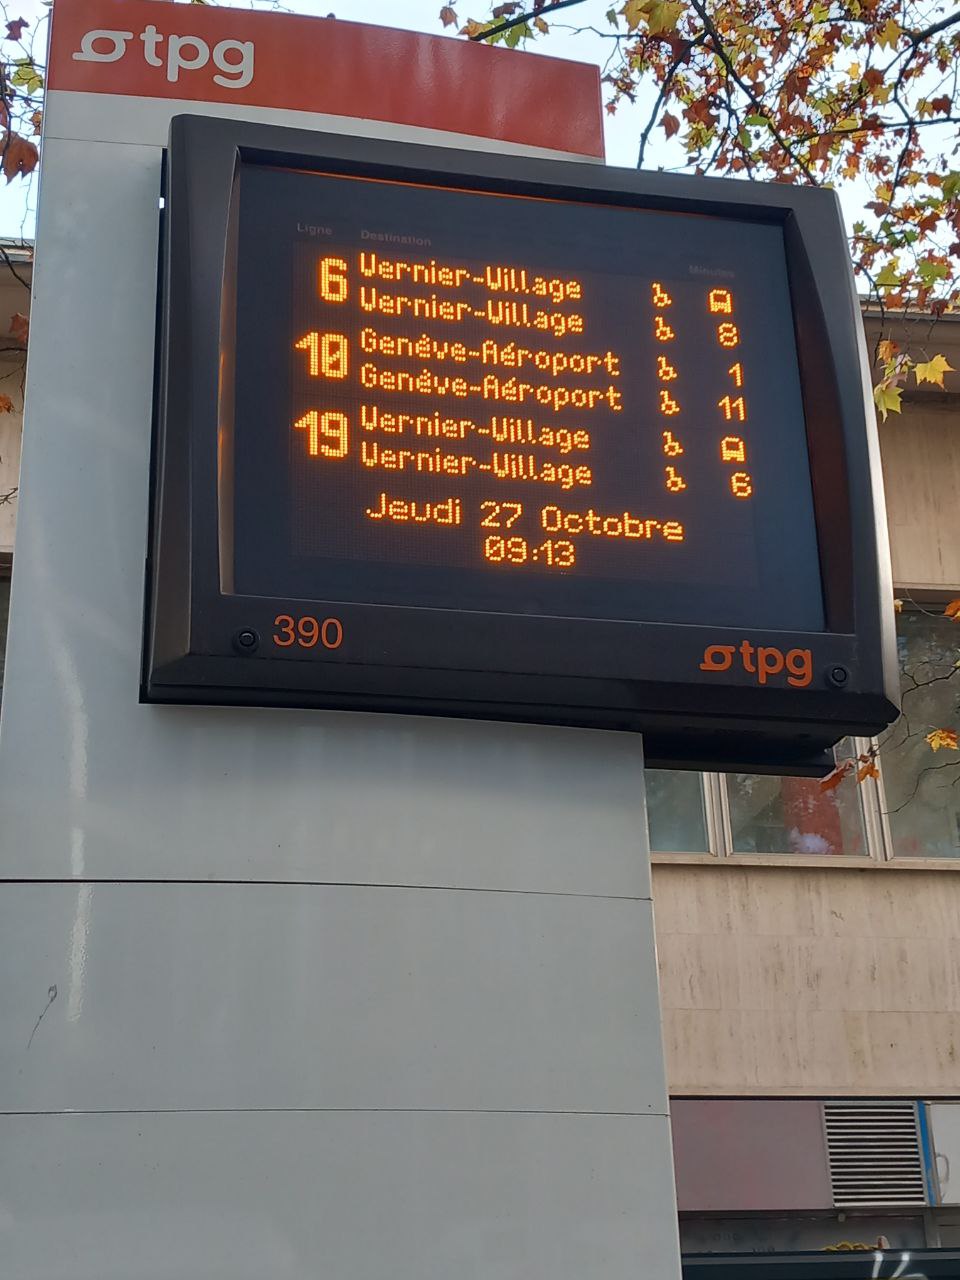 tpg
Ligne Destination Minutes
6 Vernier-Village
Vernier-Village 8
10 Genève-Aéroport 1
Genève-Aéroport 11
19 Vernier-Village
Vernier-Village 6
Jeudi 27 Octobre
09:13
390 tpg